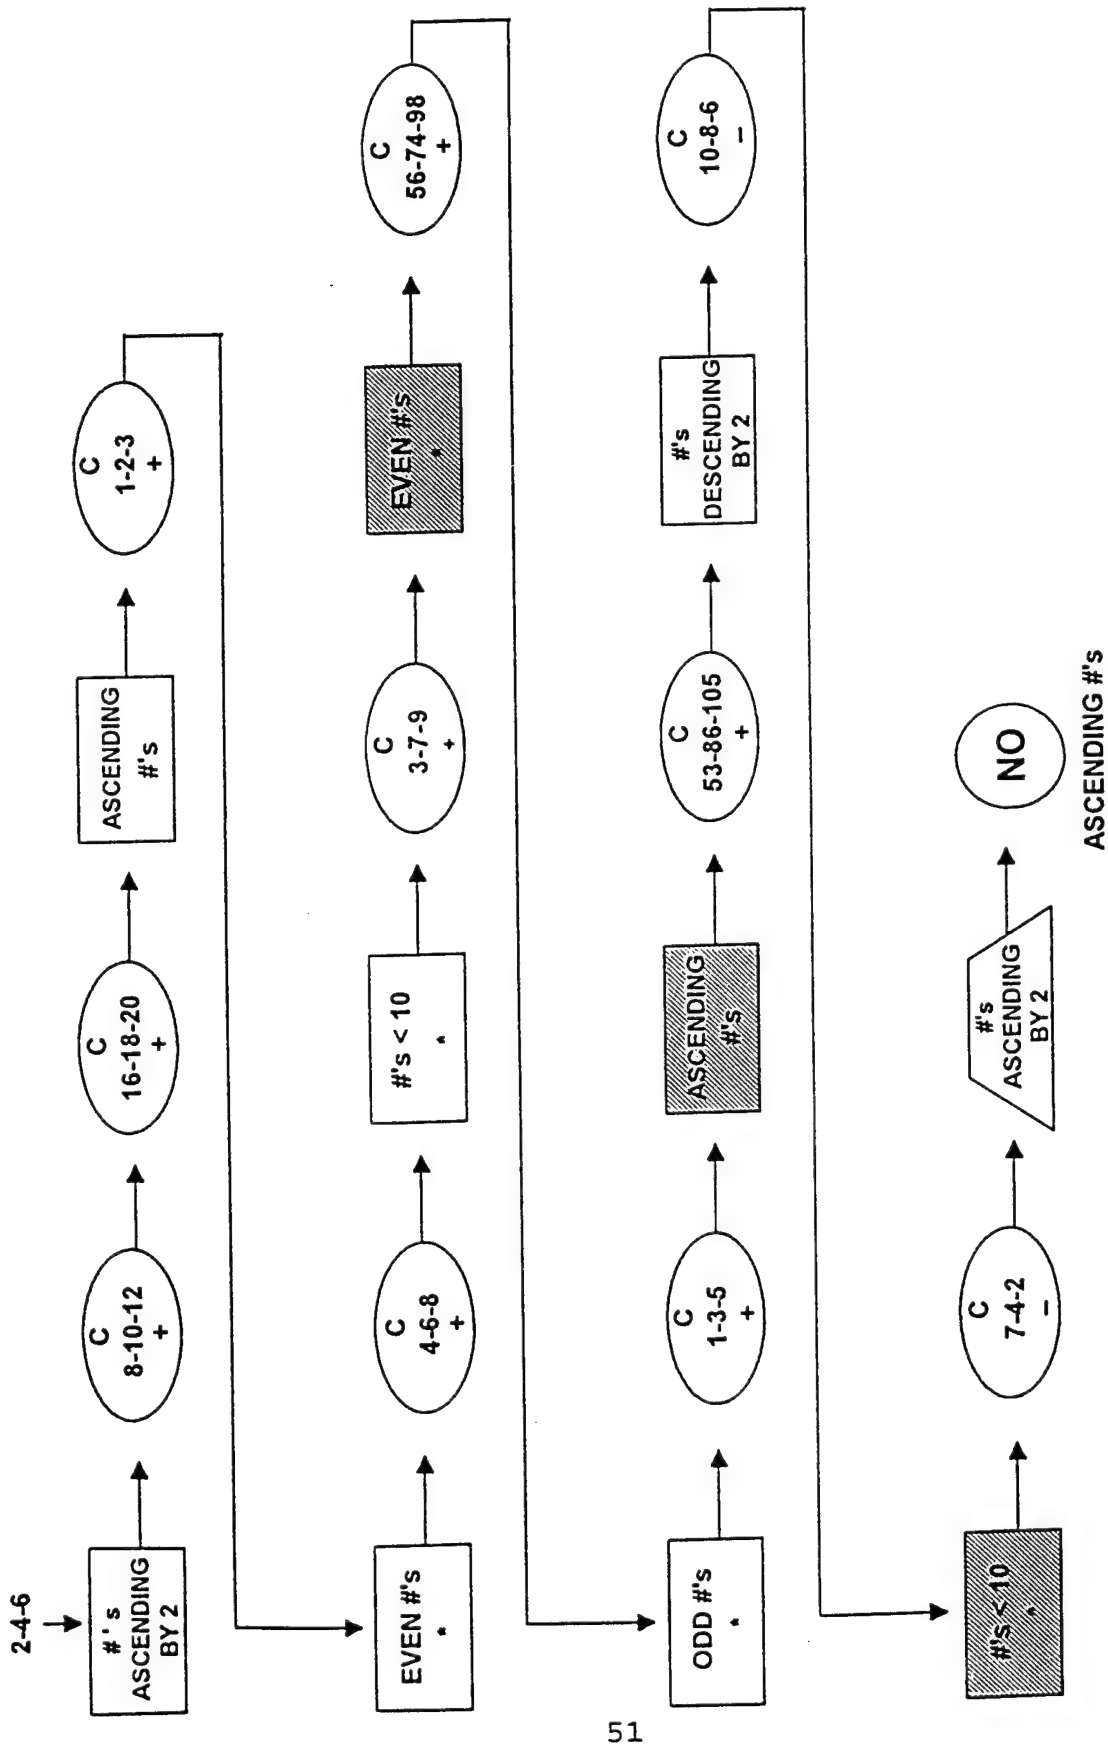 2-4-6
# ' s
ASCENDING
BY 2
C
8-10-12
+
C
16-18-20
+
ASCENDING
#'s
C
1-2-3
+
EVEN #'s
*
C
4-6-8
+
#'s < 10
*
C
3-7-9
+
EVEN #'s
*
C
56-74-98
+
ODD #'s
*
C
1-3-5
+
ASCENDING
#'s
C
53-86-105
+
#'s
DESCENDING
BY 2
C
10-8-6
–
#'s < 10
*
C
7-4-2
–
#'s
ASCENDING
BY 2
NO
ASCENDING #'s
51